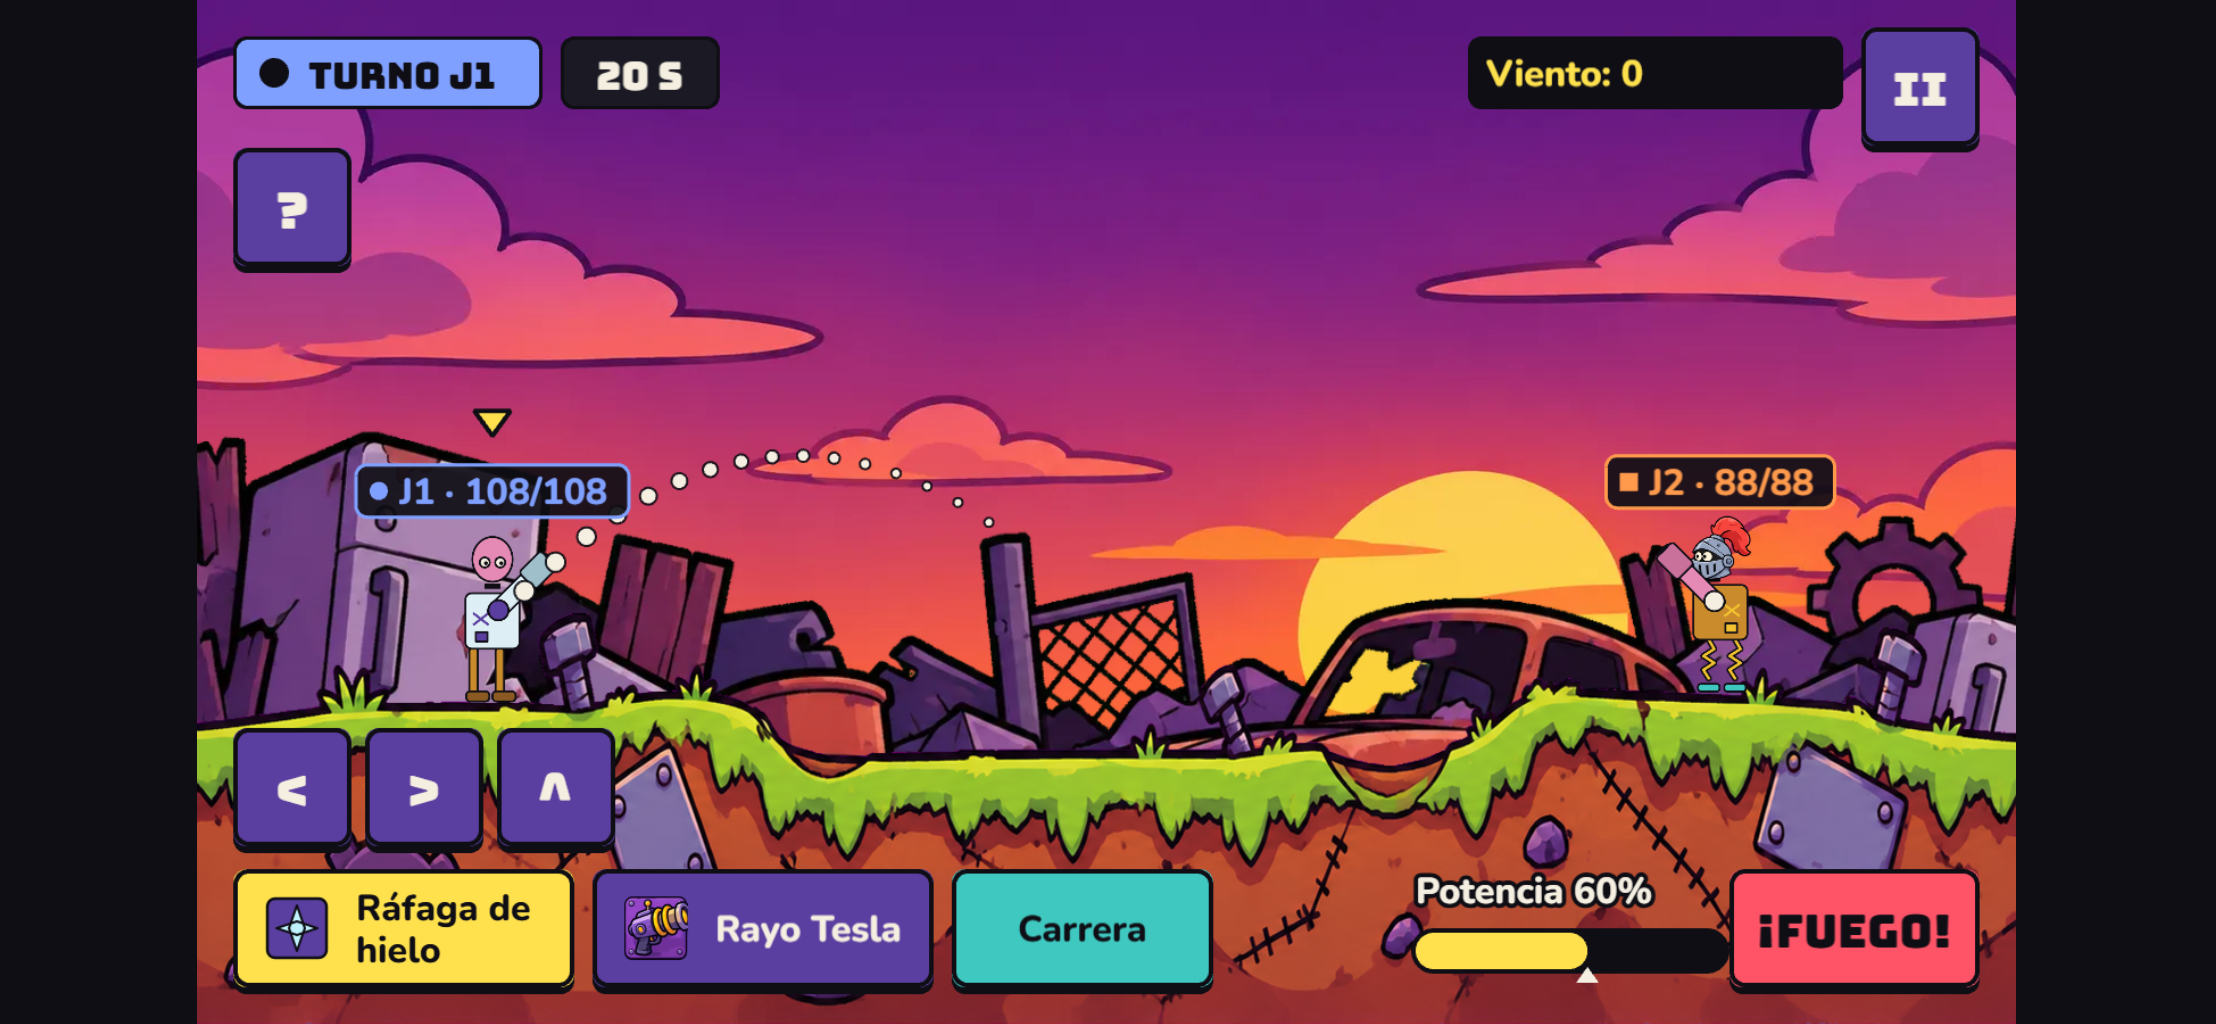 TURNO J1
20 S
Viento: 0
II
?
J1 · 108/108
J2 · 88/88
< > ʌ
Potencia 60%
Ráfaga de
hielo
Rayo Tesla
Carrera
¡FUEGO!